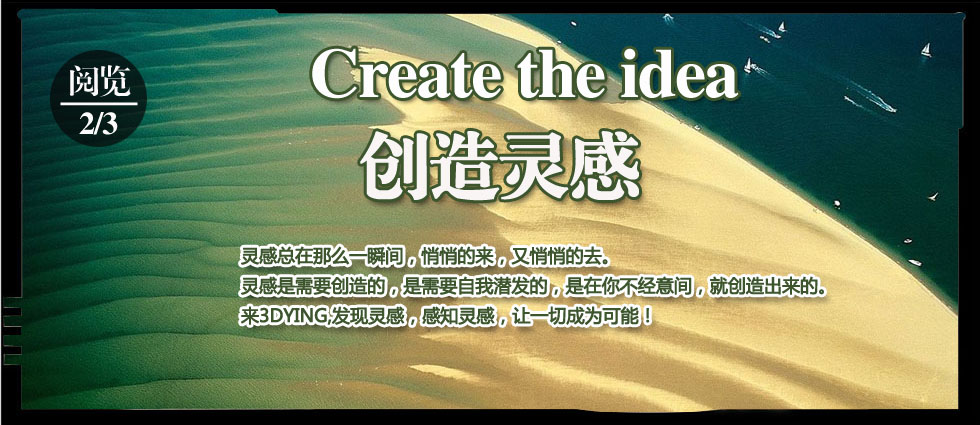 阅览
2/3
Create the idea
创造灵感
灵感总在那么一瞬间，悄悄的来，又悄悄的去。
灵感是需要创造的，是需要自我潜发的，是在你不经意间，就创造出来的。
来3DYING,发现灵感，感知灵感，让一切成为可能！